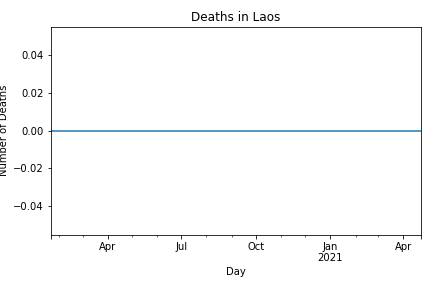 Deaths in Laos
Number of Deaths
0.04
0.02
0.00
−0.02
−0.04
Apr
Jul
Oct
Jan
2021
Apr
Day